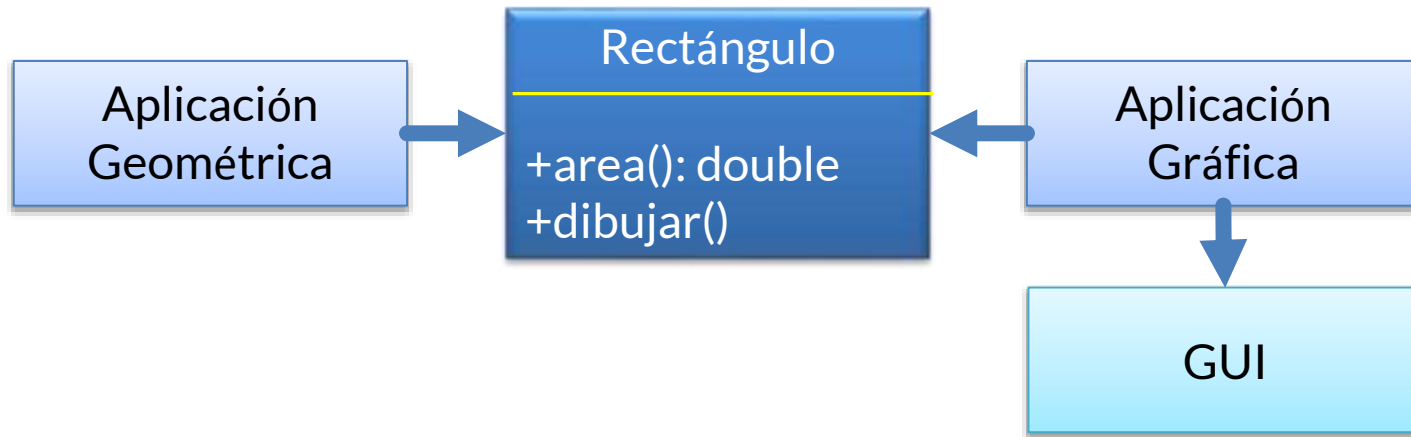 Aplicación
Geométrica
Rectángulo
+area(): double
+dibujar()
Aplicación
Gráfica
GUI